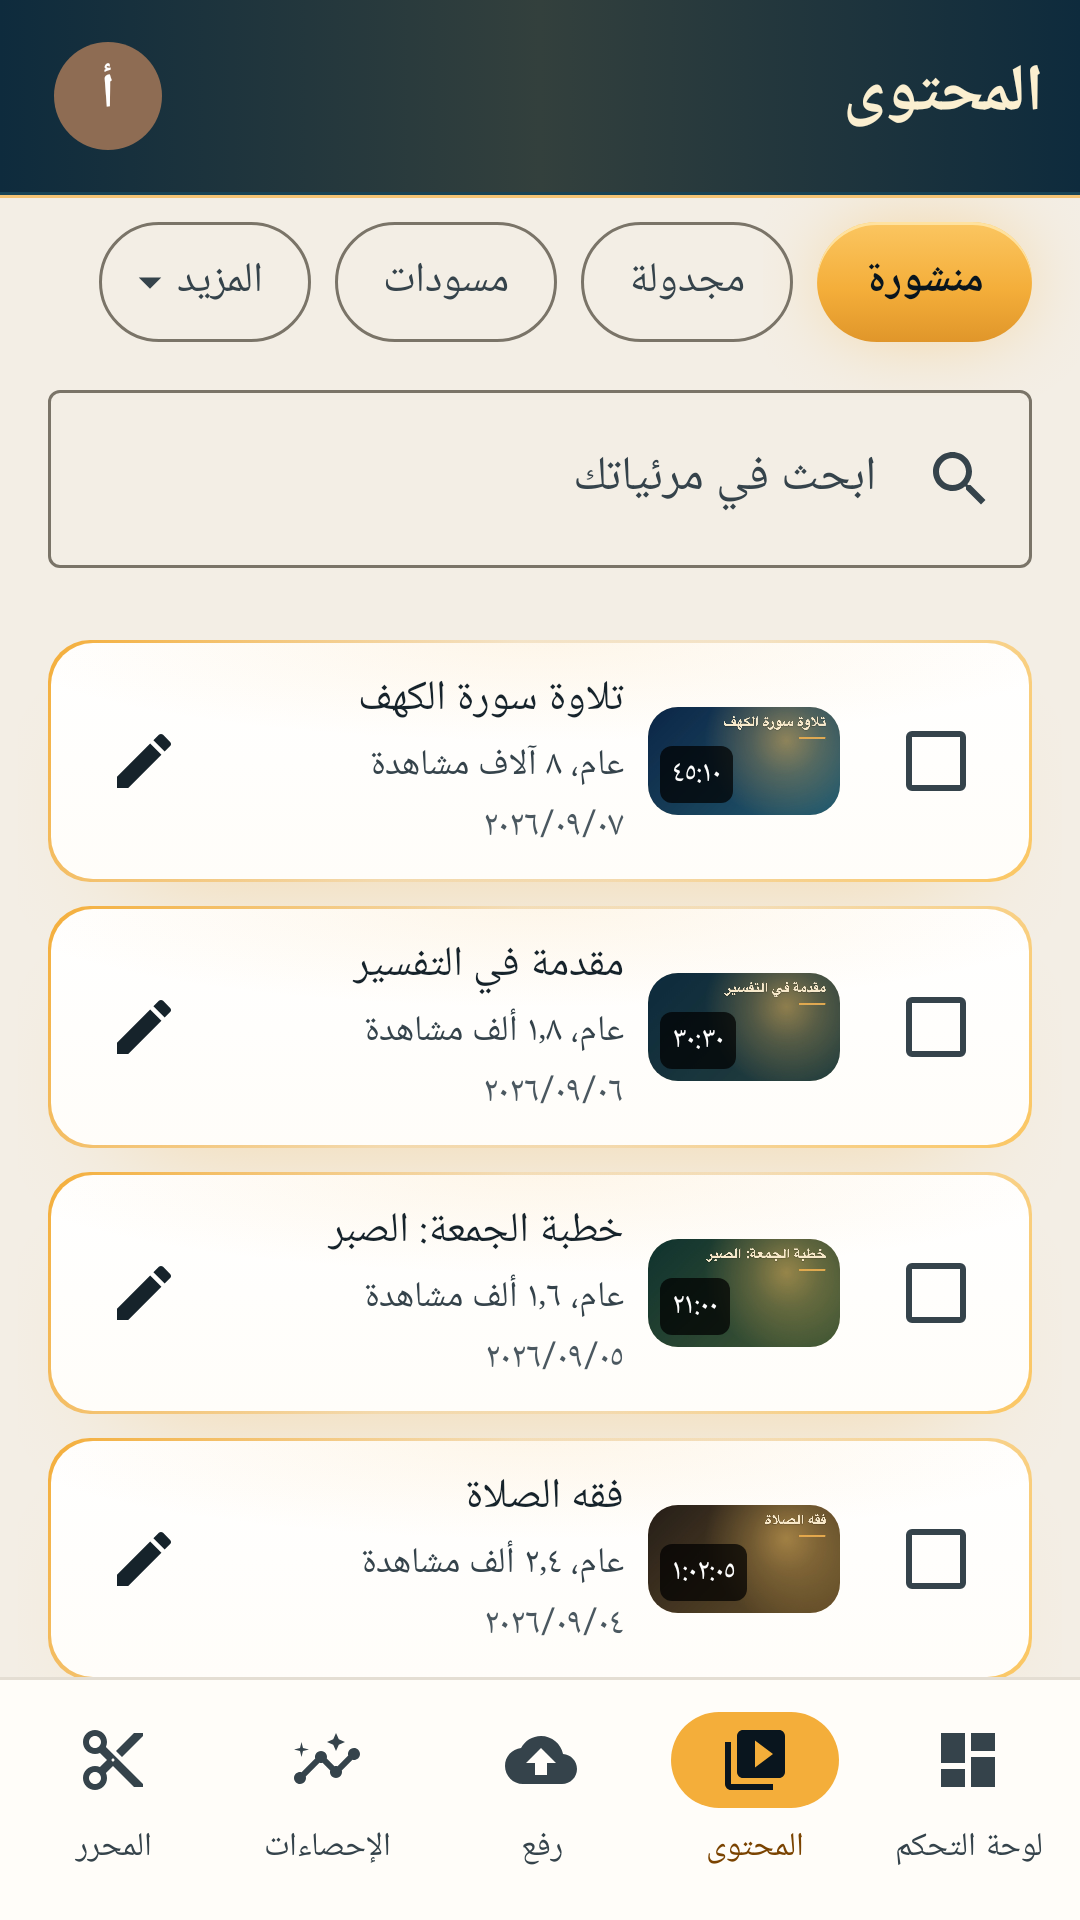 المحتوى
أ
منشورة
مجدولة
مسودات
المزيد
ابحث في مرئياتك
تلاوة سورة الكهف
تلاوة سورة الكهف
٤٥:١٠
عام، ٨ آلاف مشاهدة
٢٠٢٦/٠٩/٠٧
مقدمة في التفسير
مقدمة في التفسير
٣٠:٣٠
عام، ١٫٨ ألف مشاهدة
٢٠٢٦/٠٩/٠٦
خطبة الجمعة: الصبر
خطبة الجمعة: الصبر
٢١:٠٠
عام، ١٫٦ ألف مشاهدة
٢٠٢٦/٠٩/٠٥
فقه الصلاة
فقه الصلاة
١:٠٢:٠٥
عام، ٢٫٤ ألف مشاهدة
٢٠٢٦/٠٩/٠٤
لوحة التحكم
المحتوى
رفع
الإحصاءات
المحرر